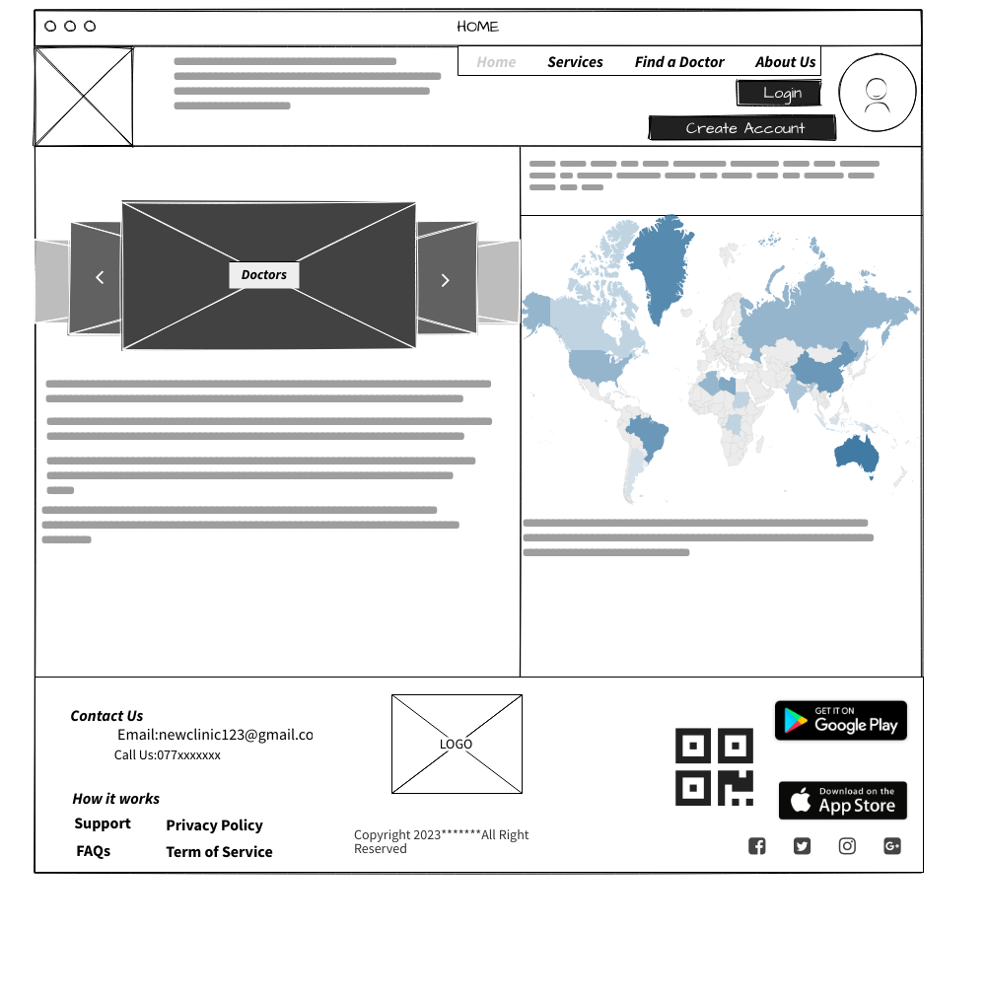 HOME
Home Services Find a Doctor About Us
Login
Create Account
Doctors
Contact Us
Email:newclinic123@gmail.co
Call Us:077xxxxxxx
How it works
Support Privacy Policy
FAQs Term of Service
LOGO
Copyright 2023*******All Right
Reserved
GET IT ON
Google Play
Download on the
App Store